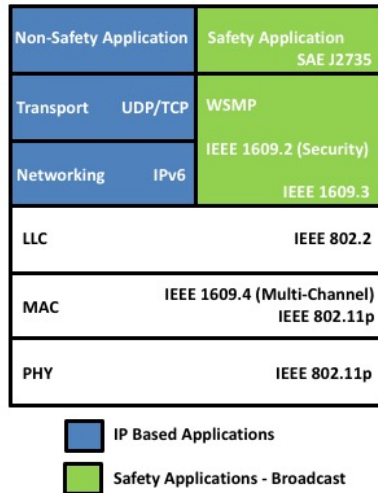 Non-Safety Application
Safety Application
SAE J2735
Transport UDP/TCP
WSMP
IEEE 1609.2 (Security)
Networking IPv6
IEEE 1609.3
LLC IEEE 802.2
IEEE 1609.4 (Multi-Channel)
MAC
IEEE 802.11p
PHY IEEE 802.11p
IP Based Applications
Safety Applications - Broadcast